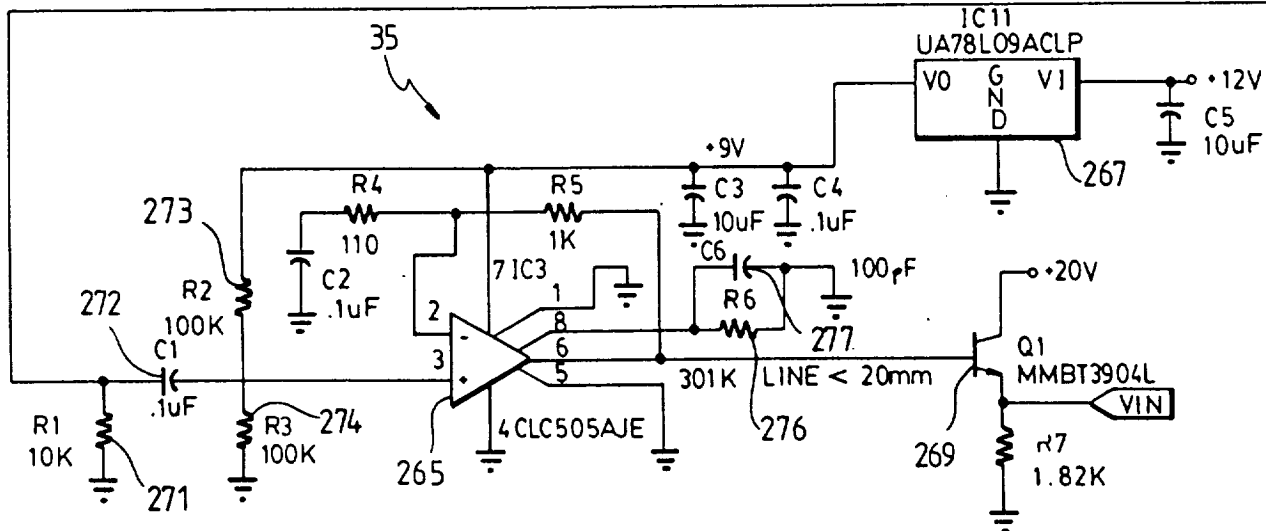 IC11
UA78L09ACLP
35
V0 GND VI
+12V
C5
10uF
267
+9V
R4
110
R5
1K
C3
10uF
C4
.1uF
273
C2
.1uF
7 IC3
1
C6
100pF
+20V
R2
100K
272
2
8
R6
277
C1
.1uF
3
6
Q1
MMBT3904L
301K
LINE < 20mm
5
VIN
-
+
R1
10K
271
R3
100K
274
265
4 CLC505AJE
276
269
R7
1.82K